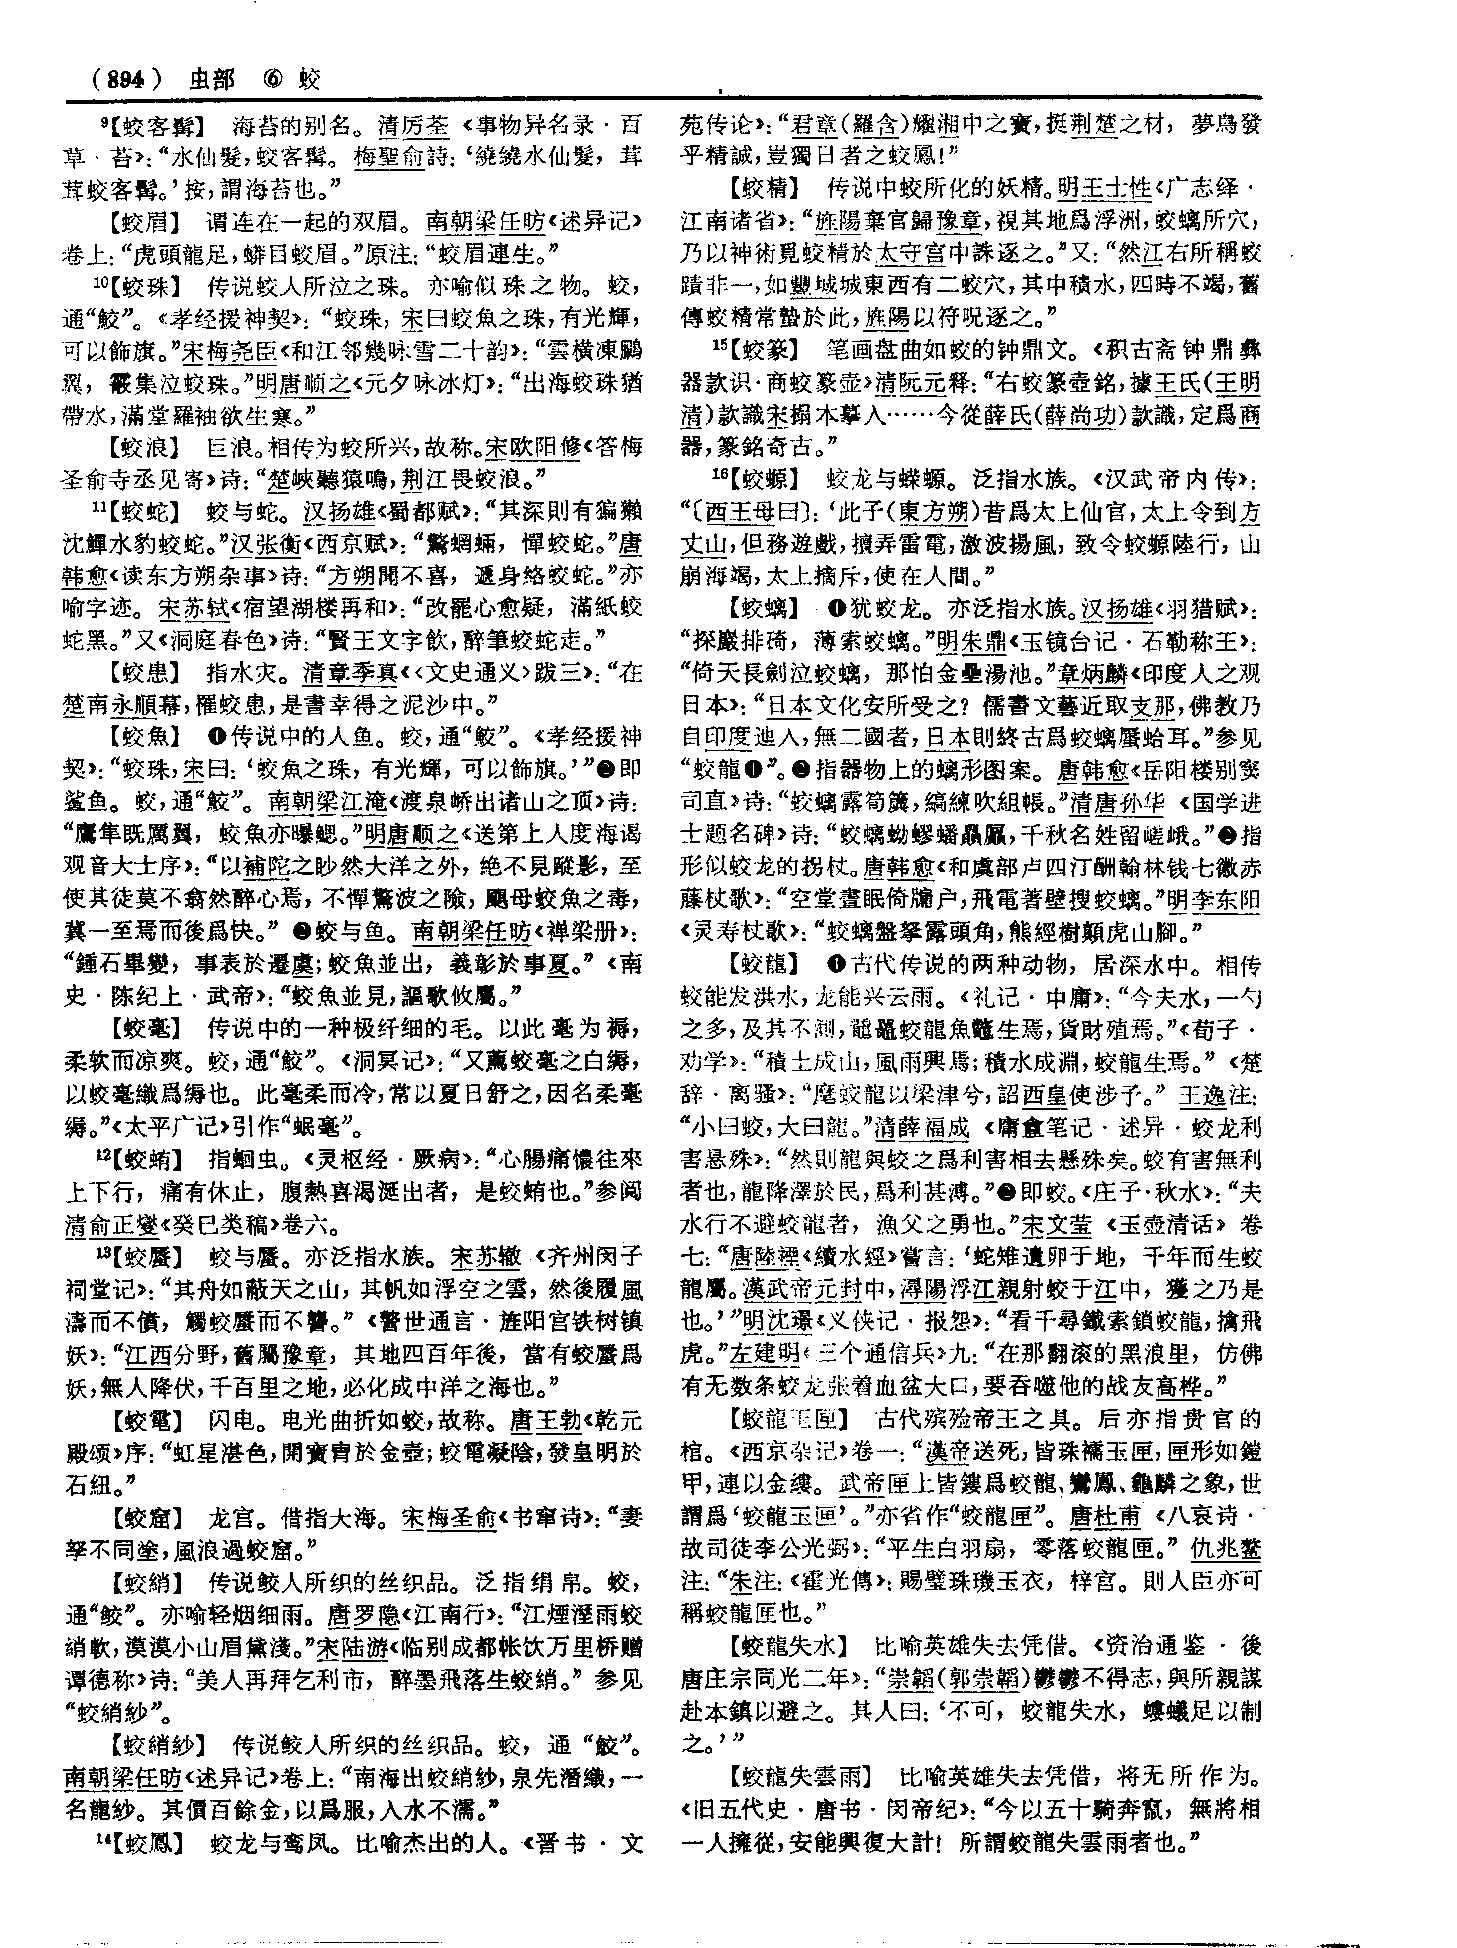 (894) 虫部 ⑥ 蛟
⁹【蛟客髯】 海苔的别名。清厉荃《事物异名录·百
草·苔》：“水仙髮，蛟客髯。梅聖俞詩：‘繞繞水仙髮，茸
茸蛟客髯。’按，謂海苔也。”
【蛟眉】 谓连在一起的双眉。南朝梁任昉《述异记》
卷上：“虎頭龍足，蟒目蛟眉。”原注：“蛟眉連生。”
¹⁰【蛟珠】 传说蛟人所泣之珠。亦喻似珠之物。蛟，
通“鲛”。《孝经援神契》：“蛟珠，宋曰蛟魚之珠，有光輝，
可以飾旗。”宋梅尧臣《和江邻幾咏雪二十韵》：“雲横凍鷳
翼，霰集泣蛟珠。”明唐顺之《元夕咏冰灯》：“出海蛟珠猶
帶水，滿堂羅袖欲生寒。”
【蛟浪】 巨浪。相传为蛟所兴，故称。宋欧阳修《答梅
圣俞寺丞见寄》诗：“楚峽聽猿鳴，荆江畏蛟浪。”
¹¹【蛟蛇】 蛟与蛇。汉扬雄《蜀都赋》：“其深則有猵獺
沈鱓水豹蛟蛇。”汉张衡《西京赋》：“驚蝄蜽，憚蛟蛇。”唐
韩愈《读东方朔杂事》诗：“方朔聞不喜，褫身絡蛟蛇。”亦
喻字迹。宋苏轼《宿望湖楼再和》：“改罷心愈疑，滿紙蛟
蛇黑。”又《洞庭春色》诗：“賢王文字飲，醉筆蛟蛇走。”
【蛟患】 指水灾。清章季真《〈文史通义〉跋三》：“在
楚南永順幕，罹蛟患，是書幸得之泥沙中。”
【蛟魚】 ❶传说中的人鱼。蛟，通“鲛”。《孝经援神
契》：“蛟珠，宋曰：‘蛟魚之珠，有光輝，可以飾旗。’”❷即
鲨鱼。蛟，通“鲛”。南朝梁江淹《渡泉峤出诸山之顶》诗：
“鷹隼既厲翼，蛟魚亦曝鰓。”明唐顺之《送第上人度海谒
观音大士序》：“以補陀之眇然大洋之外，絶不見蹤影，至
使其徒莫不翕然醉心焉，不憚驚波之險，颶母蛟魚之毒，
冀一至焉而後爲快。”❸蛟与鱼。南朝梁任昉《禅梁册》：
“鍾石畢變，事表於遷虞；蛟魚並出，義彰於事夏。”《南
史·陈纪上·武帝》：“蛟魚並見，謳歌攸屬。”
【蛟毫】 传说中的一种极纤细的毛。以此毫为褥，
柔软而凉爽。蛟，通“鲛”。《洞冥记》：“又薦蛟毫之白褥，
以蛟毫織爲褥也。此毫柔而冷，常以夏日舒之，因名柔毫
褥。”《太平广记》引作“蚊毫”。
¹²【蛟蛕】 指蛔虫。《灵枢经·厥病》：“心腸痛憹往來
上下行，痛有休止，腹熱喜渴涎出者，是蛟蛕也。”参阅
清俞正燮《癸巳类稿》卷六。
¹³【蛟蜃】 蛟与蜃。亦泛指水族。宋苏辙《齐州闵子
祠堂记》：“其舟如蔽天之山，其帆如浮空之雲，然後履風
濤而不僨，觸蛟蜃而不讋。”《警世通言·旌阳宫铁树镇
妖》：“江西分野，舊屬豫章，其地四百年後，當有蛟蜃爲
妖，無人降伏，千百里之地，必化成中洋之海也。”
【蛟電】 闪电。电光曲折如蛟，故称。唐王勃《乾元
殿颂》序：“虹星湛色，開寶胄於金壺；蛟電凝陰，發皇明於
石紐。”
【蛟窟】 龙宫。借指大海。宋梅圣俞《书窜诗》：“妻
孥不同塗，風浪過蛟窟。”
【蛟綃】 传说鲛人所织的丝织品。泛指绢帛。蛟，
通“鲛”。亦喻轻烟细雨。唐罗隐《江南行》：“江煙溼雨蛟
綃軟，漠漠小山眉黛淺。”宋陆游《临别成都帐饮万里桥赠
谭德称》诗：“美人再拜乞利市，醉墨飛落生蛟綃。”参见
“蛟綃紗”。
【蛟綃紗】 传说鲛人所织的丝织品。蛟，通“鲛”。
南朝梁任昉《述异记》卷上：“南海出蛟綃紗，泉先潛織，一
名龍紗。其價百餘金，以爲服，入水不濡。”
¹⁴【蛟鳳】 蛟龙与鸾凤。比喻杰出的人。《晋书·文
苑传论》：“君章(羅含)耀湘中之寶，挺荆楚之材，夢鳥發
乎精誠，豈獨日者之蛟鳳！”
【蛟精】 传说中蛟所化的妖精。明王士性《广志绎·
江南诸省》：“旌陽棄官歸豫章，視其地爲浮洲，蛟螭所穴，
乃以神術覓蛟精於太守宫中誅逐之。”又：“然江右所稱蛟
蹟非一，如豐城城東西有二蛟穴，其中積水，四時不竭，舊
傳蛟精常蟄於此，旌陽以符呪逐之。”
¹⁵【蛟篆】 笔画盘曲如蛟的钟鼎文。《积古斋钟鼎彝
器款识·商蛟篆壶》清阮元释：“右蛟篆壺銘，據王氏(王明
清)款識宋搨本摹入……今從薛氏(薛尚功)款識，定爲商
器，篆銘奇古。”
¹⁶【蛟螈】 蛟龙与蝾螈。泛指水族。《汉武帝内传》：
“〔西王母曰〕：‘此子(東方朔)昔爲太上仙官，太上令到方
丈山，但務遊戲，擅弄雷電，激波揚風，致令蛟螈陸行，山
崩海竭，太上摘斥，使在人間。”
【蛟螭】 ❶犹蛟龙。亦泛指水族。汉扬雄《羽猎赋》：
“探巖排碕，薄索蛟螭。”明朱鼎《玉镜台记·石勒称王》：
“倚天長劍泣蛟螭，那怕金壘湯池。”章炳麟《印度人之观
日本》：“日本文化安所受之？儒書文藝近取支那，佛教乃
自印度迆入，無二國者，日本則終古爲蛟螭蜃蛤耳。”参见
“蛟龍❶”。❷指器物上的螭形图案。唐韩愈《岳阳楼别窦
司直》诗：“蛟螭露筍簴，縞練吹組帳。”清唐孙华《国学进
士题名碑》诗：“蛟螭蚴蟉蟠贔屭，千秋名姓留嵯峨。”❸指
形似蛟龙的拐杖。唐韩愈《和虞部卢四汀酬翰林钱七徽赤
藤杖歌》：“空堂晝眠倚牖户，飛電著壁搜蛟螭。”明李东阳
《灵寿杖歌》：“蛟螭盤拏露頭角，熊經樹顛虎山腳。”
【蛟龍】 ❶古代传说的两种动物，居深水中。相传
蛟能发洪水，龙能兴云雨。《礼记·中庸》：“今夫水，一勺
之多，及其不測，黿鼉蛟龍魚鼈生焉，貨財殖焉。”《荀子·
劝学》：“積土成山，風雨興焉；積水成淵，蛟龍生焉。”《楚
辞·离骚》：“麾蛟龍以梁津兮，詔西皇使涉予。”王逸注：
“小曰蛟，大曰龍。”清薛福成《庸盦笔记·述异·蛟龙利
害悬殊》：“然則龍與蛟之爲利害相去懸殊矣。蛟有害無利
者也，龍降澤於民，爲利甚溥。”❷即蛟。《庄子·秋水》：“夫
水行不避蛟龍者，漁父之勇也。”宋文莹《玉壶清话》卷
七：“唐陸禋《續水經》嘗言：‘蛇雉遺卵于地，千年而生蛟
龍屬。漢武帝元封中，潯陽浮江親射蛟于江中，獲之乃是
也。’”明沈璟《义侠记·报怨》：“看千尋鐵索鎖蛟龍，擒飛
虎。”左建明《三个通信兵》九：“在那翻滚的黑浪里，仿佛
有无数条蛟龙张着血盆大口，要吞噬他的战友高桦。”
【蛟龍玉匣】 古代殡殓帝王之具。后亦指贵官的
棺。《西京杂记》卷一：“漢帝送死，皆珠襦玉匣，匣形如鎧
甲，連以金縷。武帝匣上皆鏤爲蛟龍、鸞鳳、龜麟之象，世
謂爲‘蛟龍玉匣’。”亦省作“蛟龍匣”。唐杜甫《八哀诗·
故司徒李公光弼》：“平生白羽扇，零落蛟龍匣。”仇兆鳌
注：“朱注：《霍光傳》：賜璧珠璣玉衣，梓宫。則人臣亦可
稱蛟龍匣也。”
【蛟龍失水】 比喻英雄失去凭借。《资治通鉴·後
唐庄宗同光二年》：“崇韜(郭崇韜)鬱鬱不得志，與所親謀
赴本鎮以避之。其人曰：‘不可，蛟龍失水，螻蟻足以制
之。’”
【蛟龍失雲雨】 比喻英雄失去凭借，将无所作为。
《旧五代史·唐书·闵帝纪》：“今以五十騎奔竄，無將相
一人擁從，安能興復大計！所謂蛟龍失雲雨者也。”